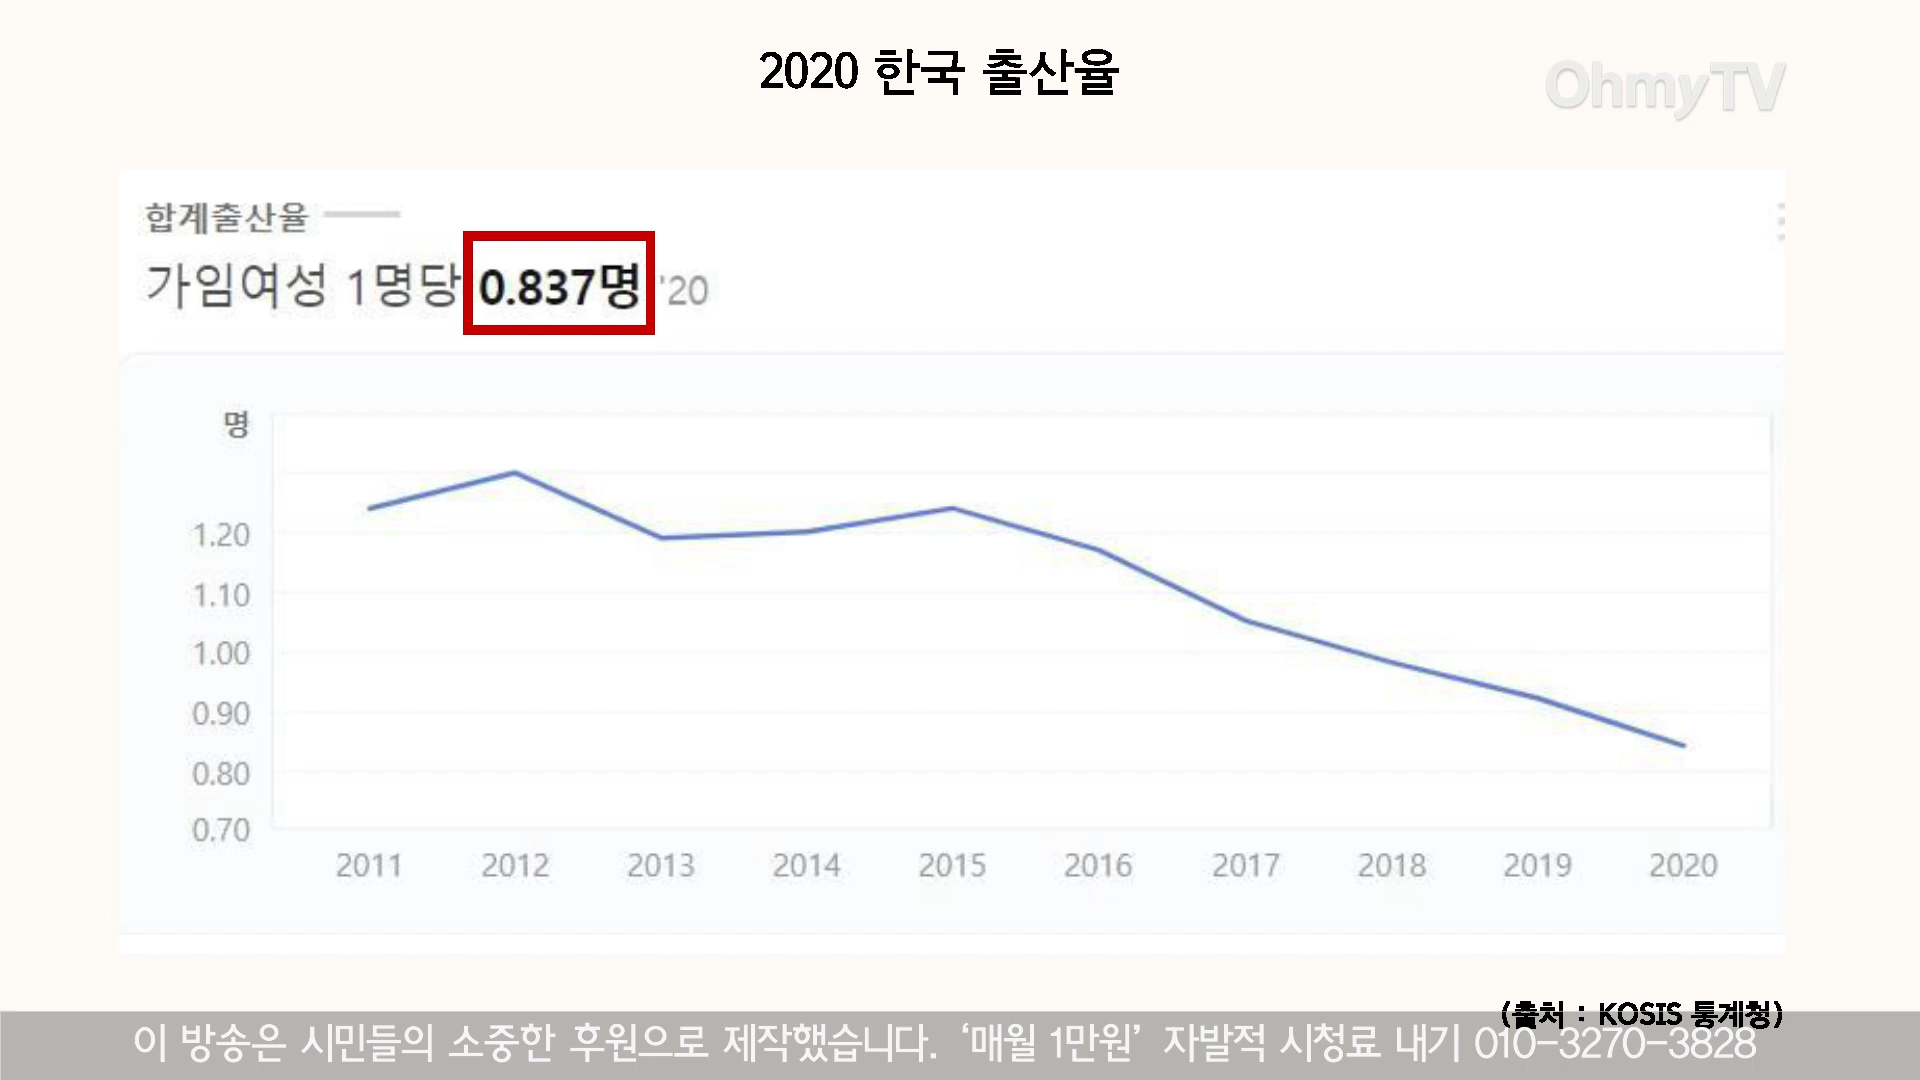 2020 한국 출산율
OhmyTV
합계출산율
가임여성 1명당 0.837명 '20
명
1.20
1.10
1.00
0.90
0.80
0.70
2011 2012 2013 2014 2015 2016 2017 2018 2019 2020
(출처 : KOSIS 통계청)
이 방송은 시민들의 소중한 후원으로 제작했습니다. ‘매월 1만원’ 자발적 시청료 내기 010-3270-3828